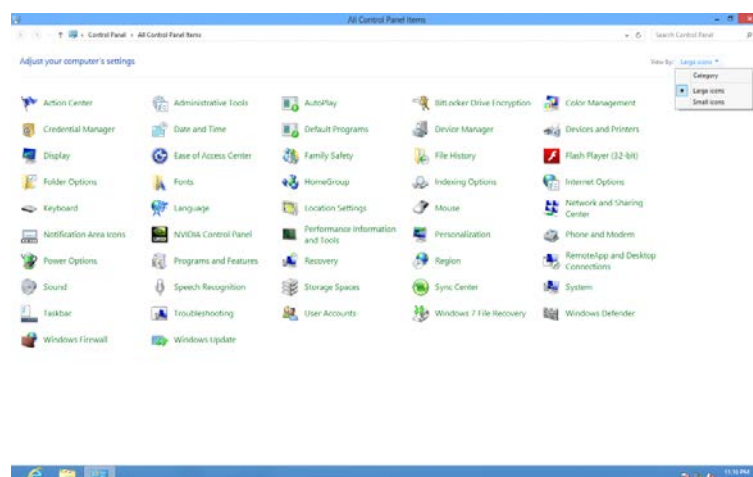 All Control Panel Items
Control Panel All Control Panel Items Search Control Panel
Adjust your computer's settings View by: Large icons
Category
Large icons
Small icons
Action Center Administrative Tools AutoPlay BitLocker Drive Encryption Color Management
Credential Manager Date and Time Default Programs Device Manager Devices and Printers
Display Ease of Access Center Family Safety File History Flash Player (32-bit)
Folder Options Fonts HomeGroup Indexing Options Internet Options
Keyboard Language Location Settings Mouse Network and Sharing
Center
Notification Area Icons NVIDIA Control Panel Performance Information
and Tools Personalization Phone and Modem
Power Options Programs and Features Recovery Region RemoteApp and Desktop
Connections
Sound Speech Recognition Storage Spaces Sync Center System
Taskbar Troubleshooting User Accounts Windows 7 File Recovery Windows Defender
Windows Firewall Windows Update
11:16 PM